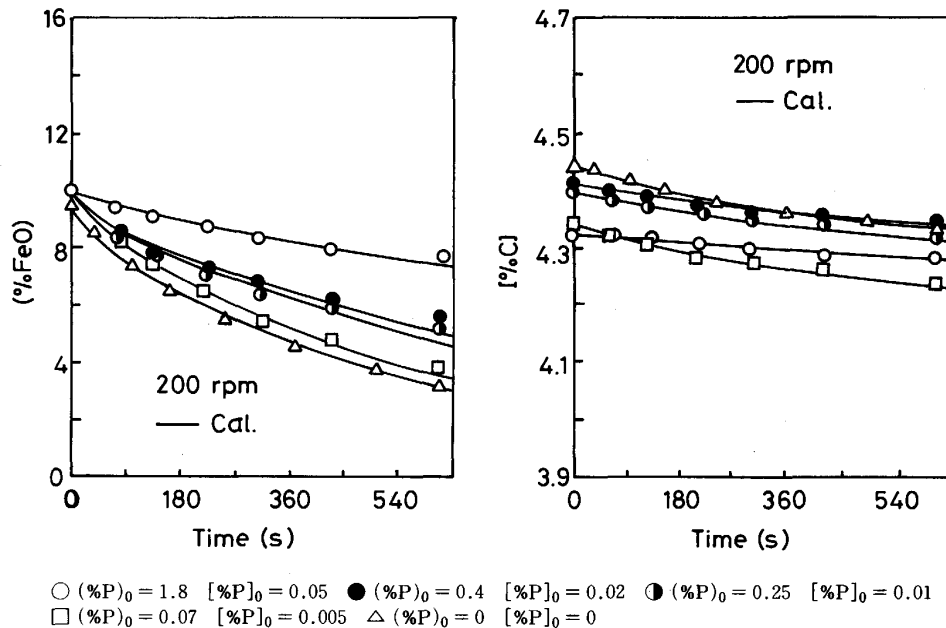 16
12
8
4
0
(%FeO)
200 rpm
— Cal.
0 180 360 540
Time (s)
4.7
4.5
4.3
4.1
3.9
[%C]
200 rpm
— Cal.
0 180 360 540
Time (s)
○ (%P)₀ = 1.8 [%P]₀ = 0.05 ● (%P)₀ = 0.4 [%P]₀ = 0.02 ◑ (%P)₀ = 0.25 [%P]₀ = 0.01
□ (%P)₀ = 0.07 [%P]₀ = 0.005 △ (%P)₀ = 0 [%P]₀ = 0